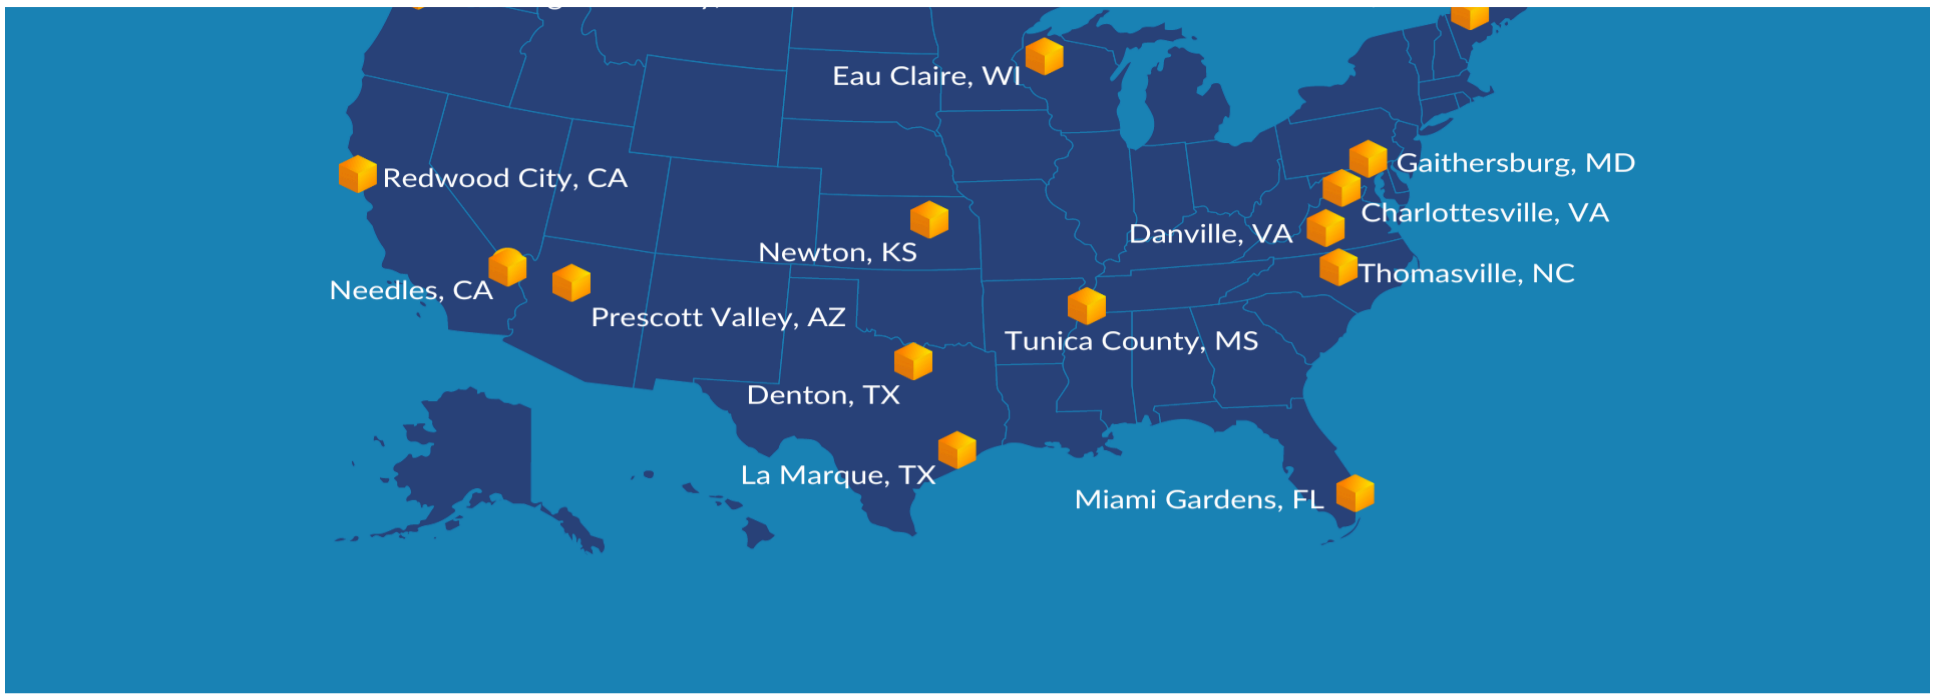 Eau Claire, WI
Redwood City, CA
Gaithersburg, MD
Charlottesville, VA
Danville, VA
Newton, KS
Thomasville, NC
Needles, CA
Prescott Valley, AZ
Tunica County, MS
Denton, TX
La Marque, TX
Miami Gardens, FL